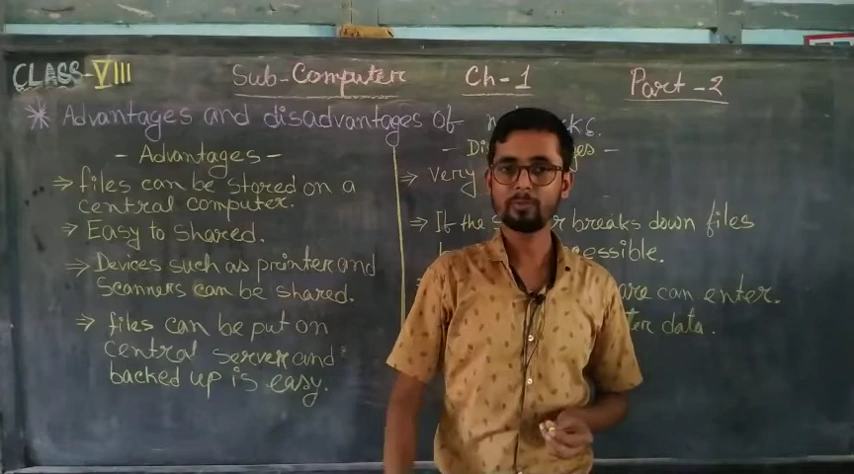 CLASS-VIII Sub-Computer Ch-1 Part-2
* Advantages and disadvantages of
- Advantages -
⇒ files can be stored on a
central computer.
⇒ Easy to shared.
⇒ Devices such as printer and
Scanners can be shared.
⇒ files can be put on
central server and
backed up is easy.
⇒ Very
⇒ If the breaks down files
can enter.
data.